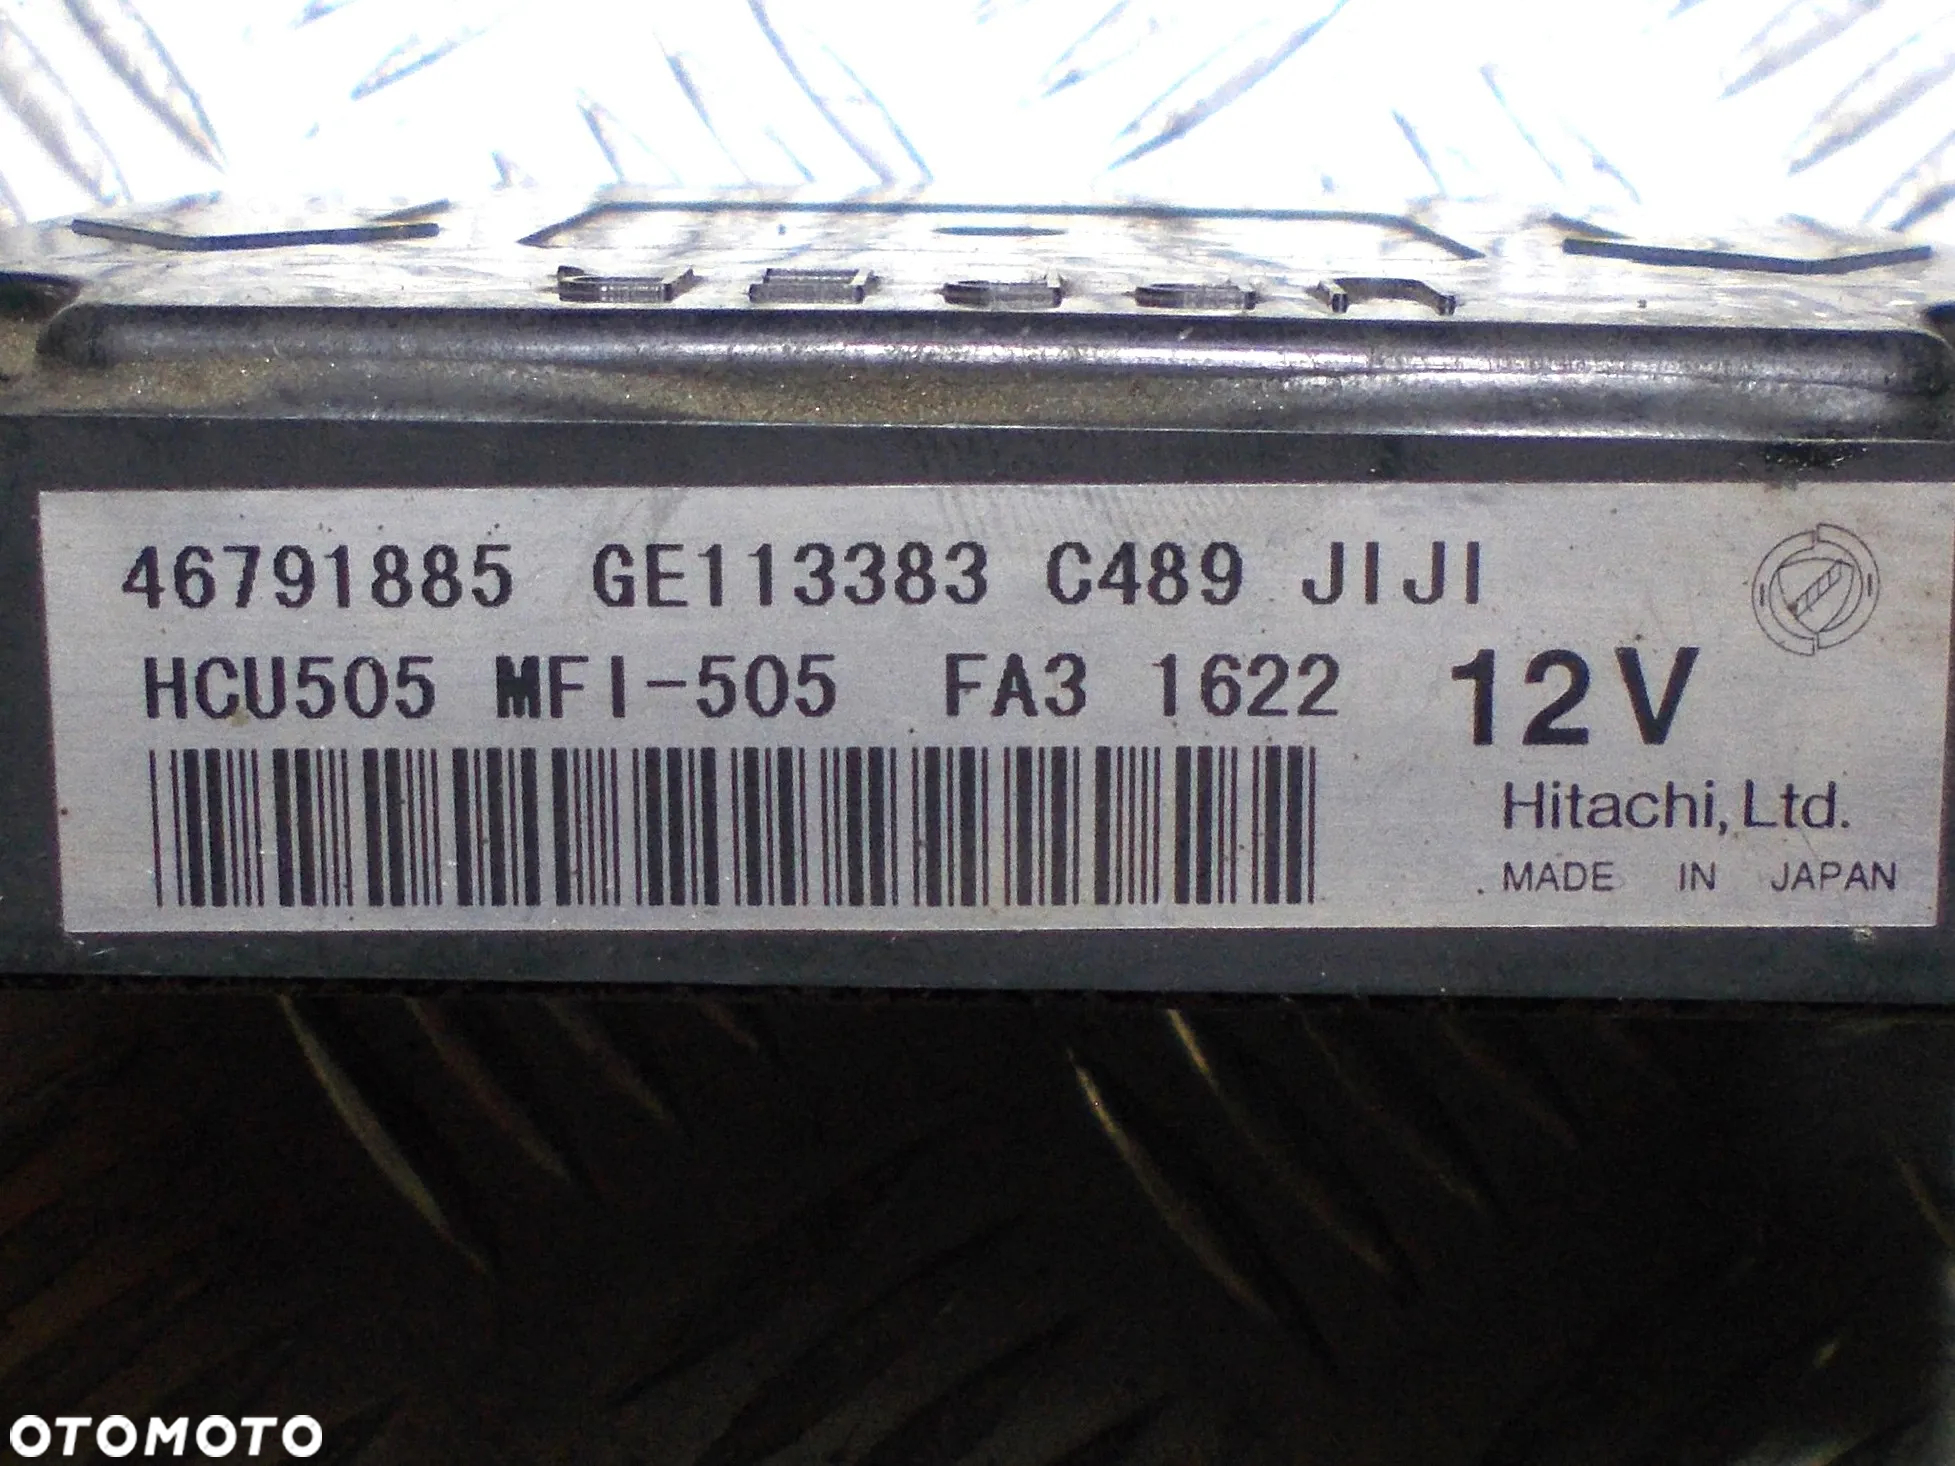 46791885 GE113383 C489 JIJI
HCU505 MFI-505 FA3 1622 12V
Hitachi, Ltd.
MADE IN JAPAN
OTOMOTO